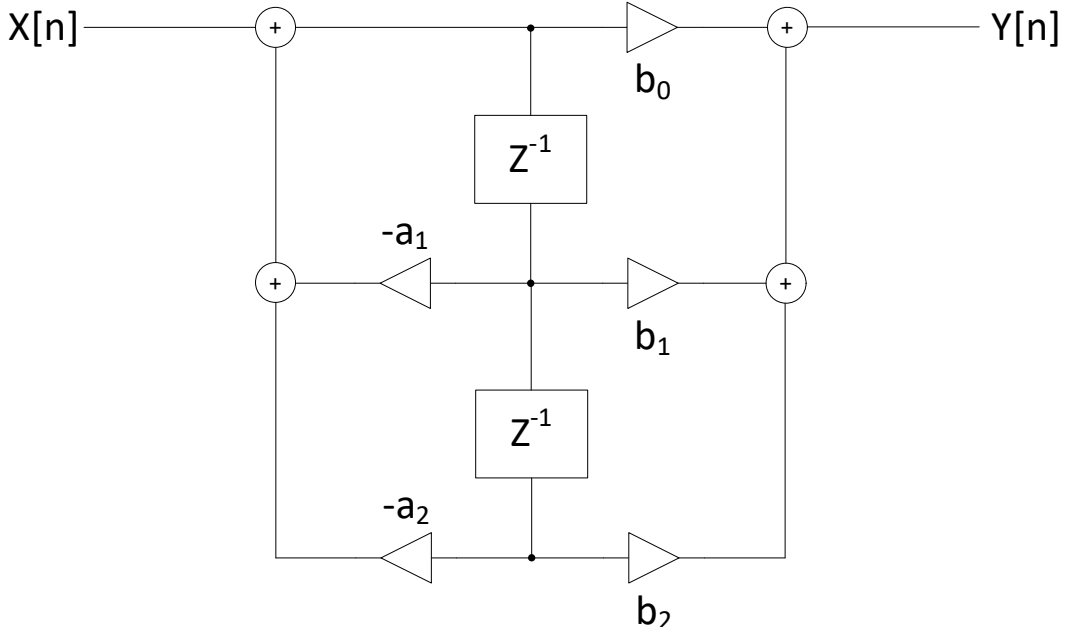 X[n] + + Y[n]
b₀
Z⁻¹
-a₁
+ +
b₁
Z⁻¹
-a₂
b₂